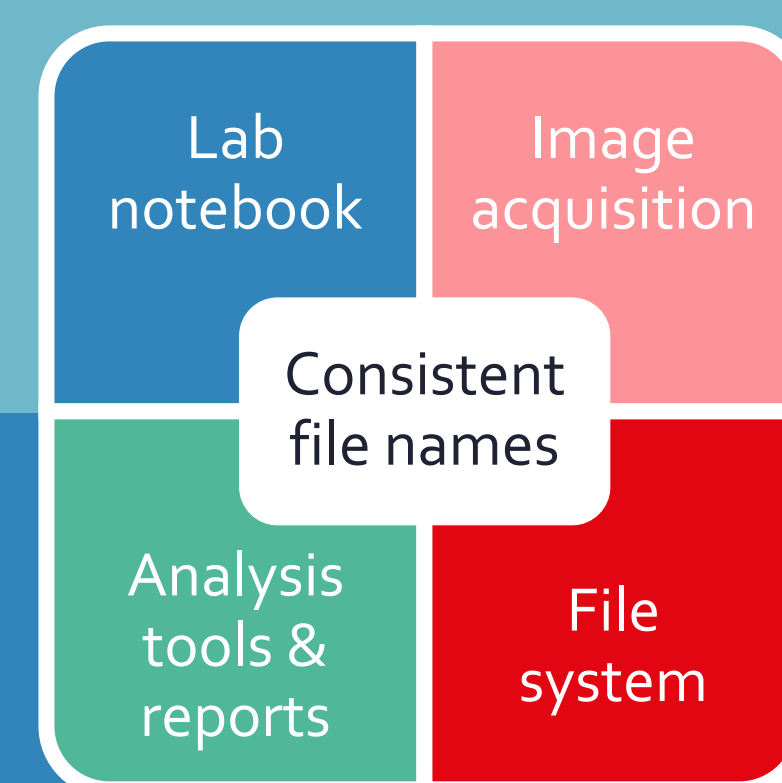 Lab
notebook
Image
acquisition
Consistent
file names
Analysis
tools &
reports
File
system